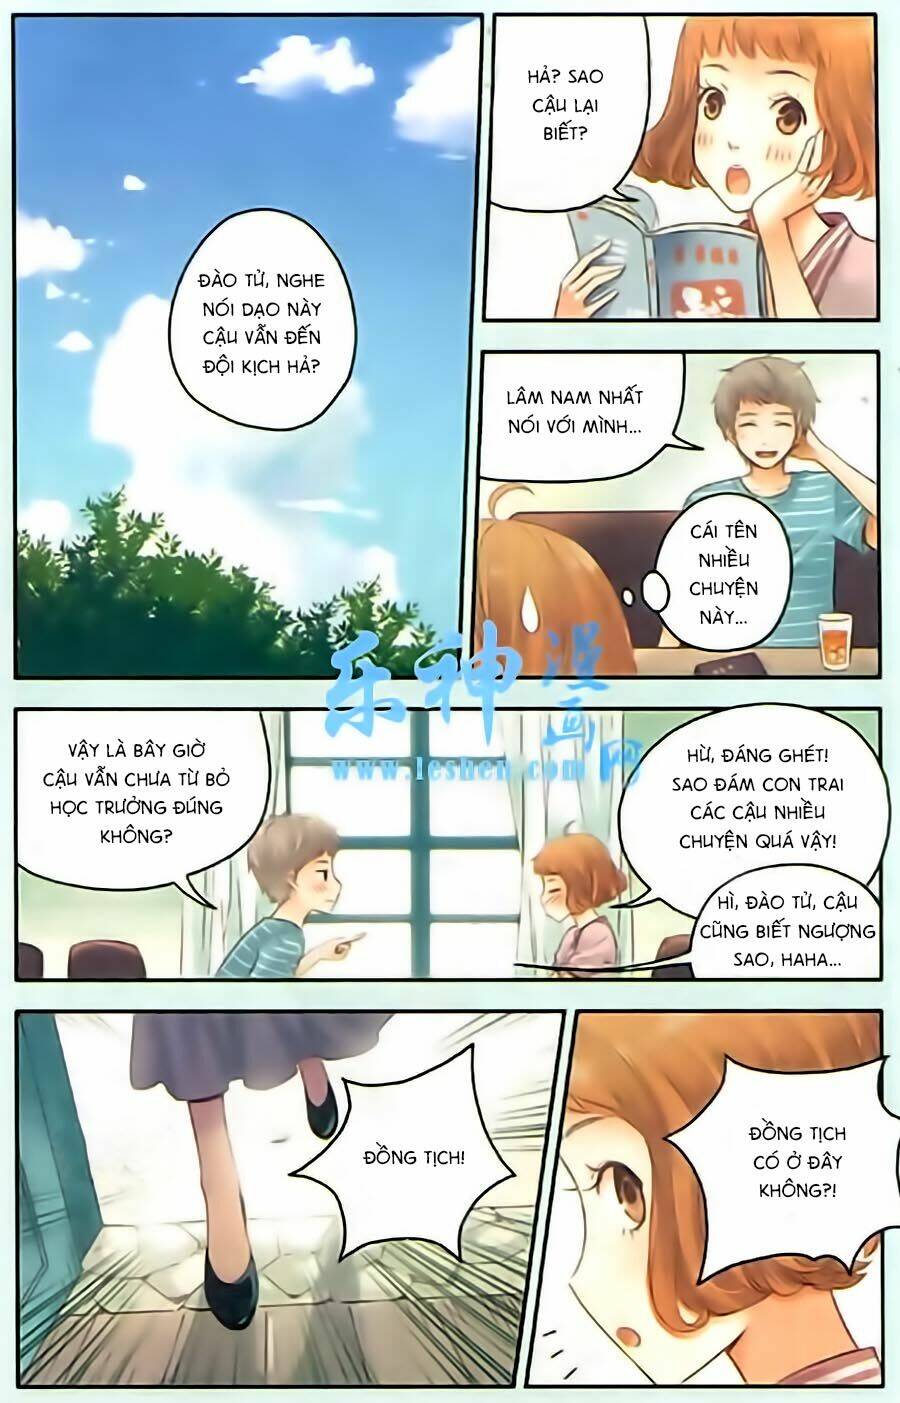 ĐÀO TỬ, NGHE
NÓI DẠO NÀY
CẬU VẪN ĐẾN
ĐỘI KỊCH HẢ?
HẢ? SAO
CẬU LẠI
BIẾT?
LÂM NAM NHẤT
NÓI VỚI MÌNH...
CÁI TÊN
NHIỀU
CHUYỆN
NÀY...
乐神漫画网
www.leshen.com
VẬY LÀ BÂY GIỜ
CẬU VẪN CHƯA TỪ BỎ
HỌC TRƯỞNG ĐÚNG
KHÔNG?
HỪ, ĐÁNG GHÉT!
SAO ĐÁM CON TRAI
CÁC CẬU NHIỀU
CHUYỆN QUÁ VẬY!
HÌ, ĐÀO TỬ, CẬU
CŨNG BIẾT NGƯỢNG
SAO, HAHA...
ĐỒNG TỊCH!
ĐỒNG TỊCH
CÓ Ở ĐÂY
KHÔNG?!